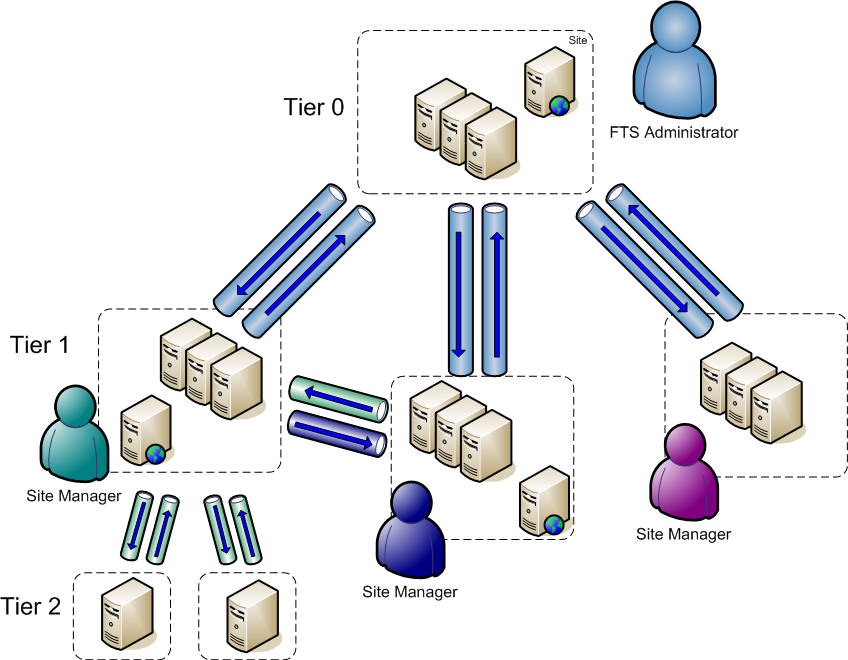 Site
Tier 0
FTS Administrator
Tier 1
Site Manager
Site Manager
Site Manager
Tier 2